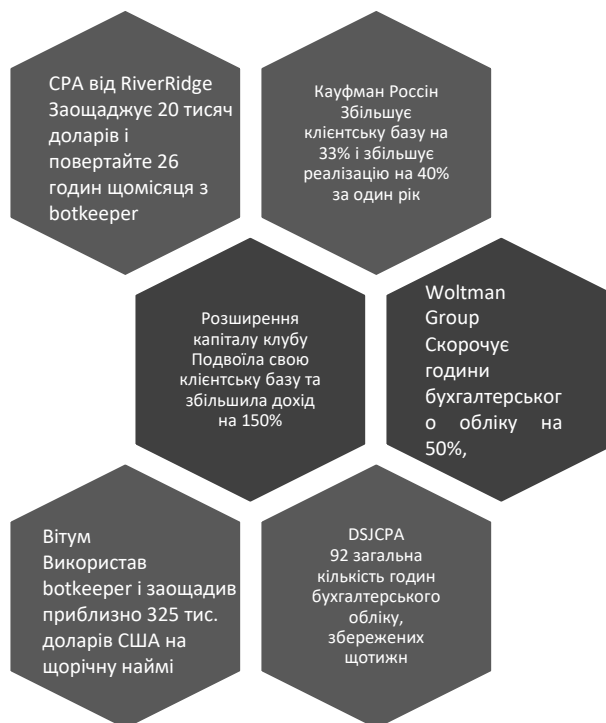 CPA від RiverRidge
Заощаджує 20 тисяч
доларів і
повертайте 26
годин щомісяця з
botkeeper
Кауфман Россін
Збільшує
клієнтську базу на
33% і збільшує
реалізацію на 40%
за один рік
Розширення
капіталу клубу
Подвоїла свою
клієнтську базу та
збільшила дохід
на 150%
Woltman
Group
Скорочує
години
бухгалтерськог
о обліку на
50%,
Вітум
Використав
botkeeper і заощадив
приблизно 325 тис.
доларів США на
щорічну наймі
DSJCPA
92 загальна
кількість годин
бухгалтерського
обліку,
збережених
щотижн